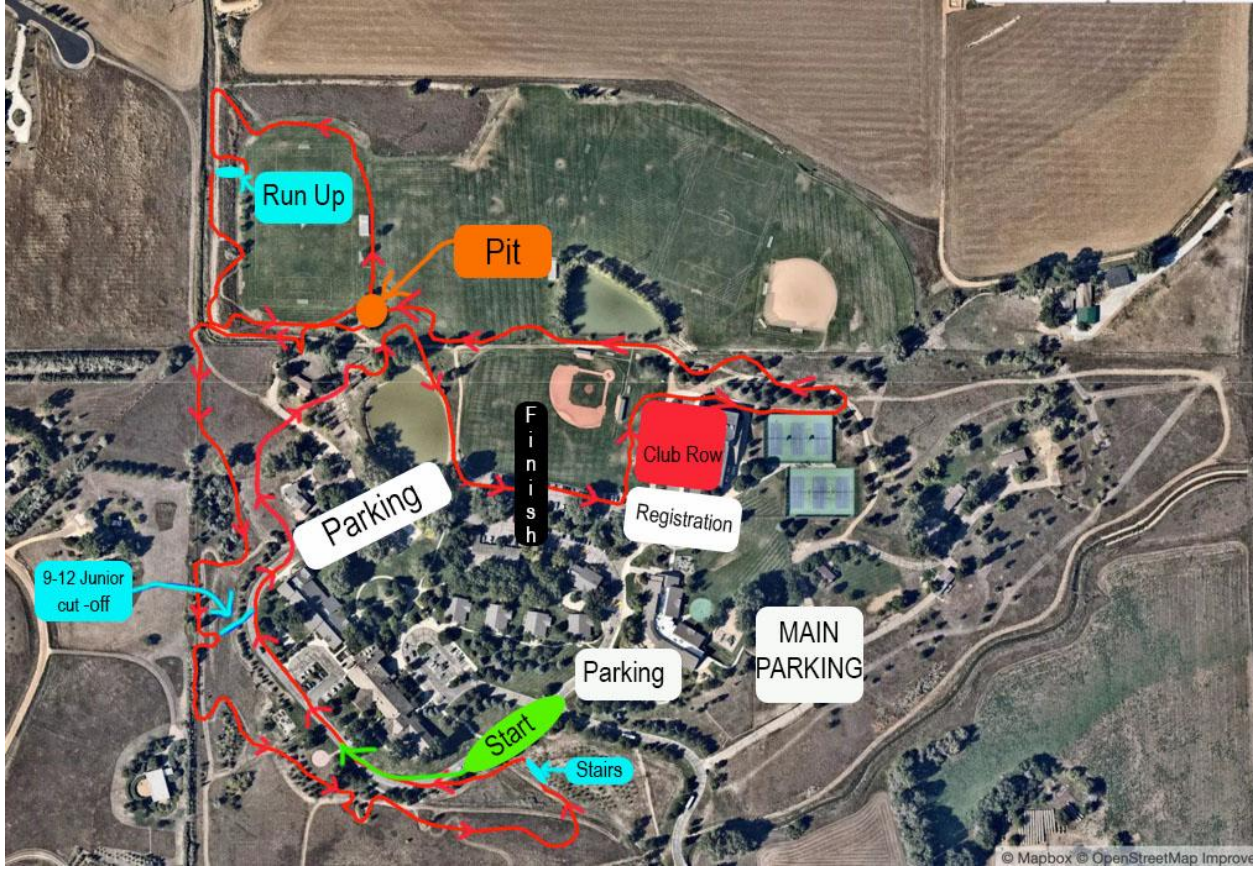 Run Up
Pit
Finish
Club Row
Registration
Parking
9-12 Junior
cut -off
MAIN
PARKING
Parking
Start
Stairs
© Mapbox © OpenStreetMap Improve